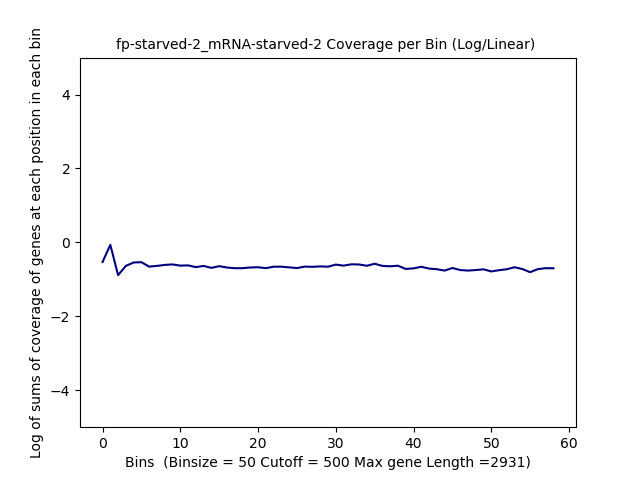 fp-starved-2_mRNA-starved-2 Coverage per Bin (Log/Linear)
Log of sums of coverage of genes at each position in each bin
4
2
0
−2
−4
0 10 20 30 40 50 60
Bins  (Binsize = 50 Cutoff = 500 Max gene Length =2931)